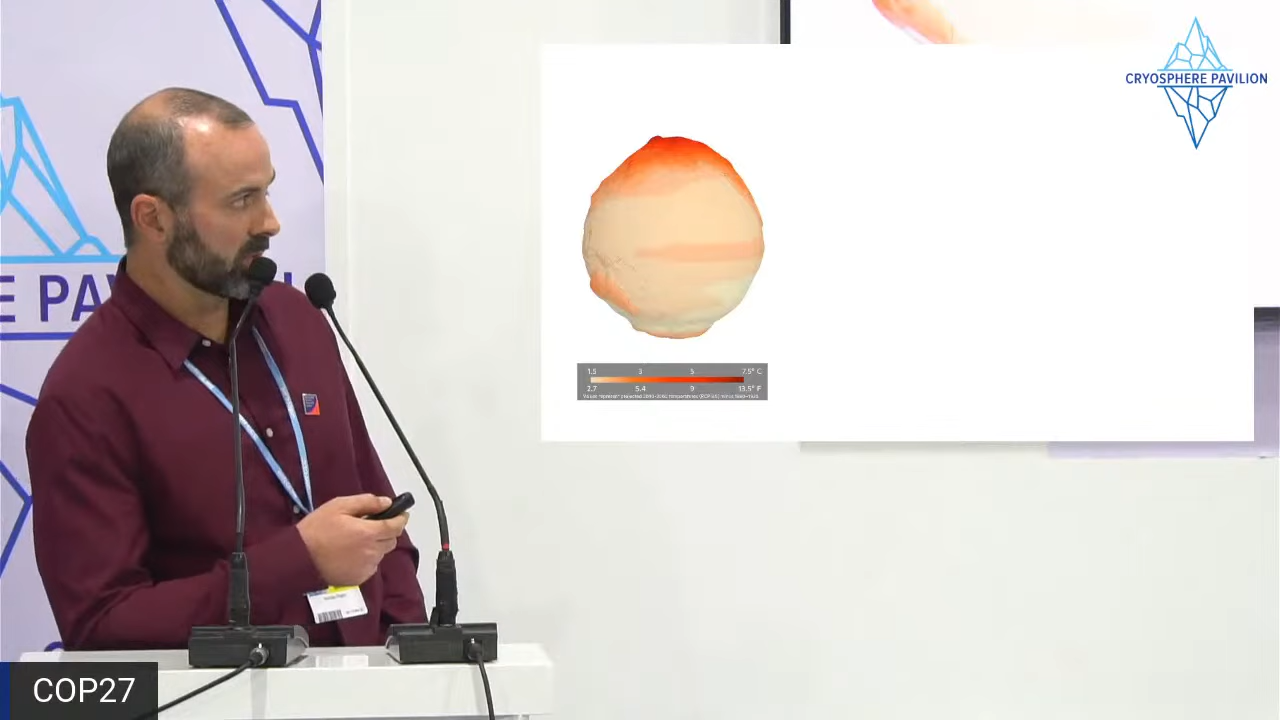 CRYOSPHERE PAVILION
E PAV
1.5 3 5 7.5° C
2.7 5.4 9 13.5° F
COP27